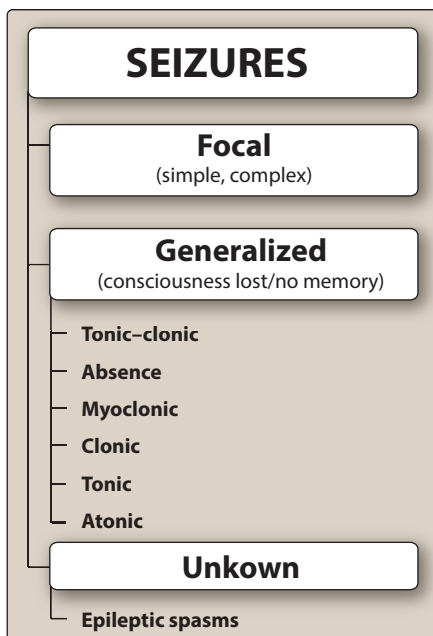 SEIZURES
Focal
(simple, complex)
Generalized
(consciousness lost/no memory)
Tonic–clonic
Absence
Myoclonic
Clonic
Tonic
Atonic
Unkown
Epileptic spasms